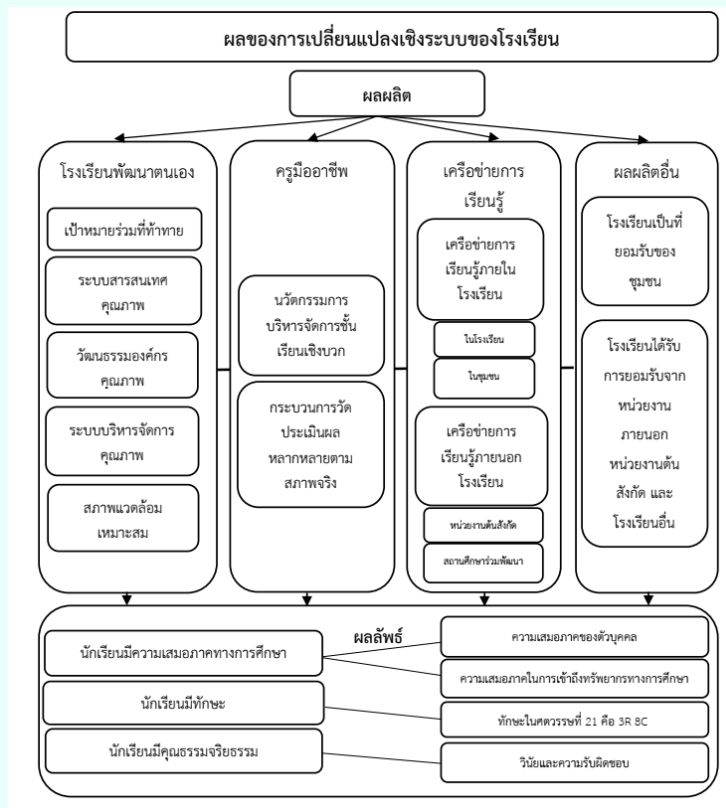 ผลของการเปลี่ยนแปลงเชิงระบบของโรงเรียน
ผลผลิต
โรงเรียนพัฒนาตนเอง
เป้าหมายร่วมที่ท้าทาย
ระบบสารสนเทศ
คุณภาพ
วัฒนธรรมองค์กร
คุณภาพ
ระบบบริหารจัดการ
คุณภาพ
สภาพแวดล้อม
เหมาะสม
ครูมืออาชีพ
นวัตกรรมการ
บริหารจัดการชั้น
เรียนเชิงบวก
กระบวนการวัด
ประเมินผล
หลากหลายตาม
สภาพจริง
เครือข่ายการ
เรียนรู้
เครือข่ายการ
เรียนรู้ภายใน
โรงเรียน
ในโรงเรียน
ในชุมชน
เครือข่ายการ
เรียนรู้ภายนอก
โรงเรียน
หน่วยงานต้นสังกัด
สถานศึกษาร่วมพัฒนา
ผลผลิตอื่น
โรงเรียนเป็นที่
ยอมรับของ
ชุมชน
โรงเรียนได้รับ
การยอมรับจาก
หน่วยงาน
ภายนอก
หน่วยงานต้น
สังกัด และ
โรงเรียนอื่น
ผลลัพธ์
นักเรียนมีความเสมอภาคทางการศึกษา
ความเสมอภาคของตัวบุคคล
ความเสมอภาคในการเข้าถึงทรัพยากรทางการศึกษา
นักเรียนมีทักษะ
ทักษะในศตวรรษที่ 21 คือ 3R 8C
นักเรียนมีคุณธรรมจริยธรรม
วินัยและความรับผิดชอบ